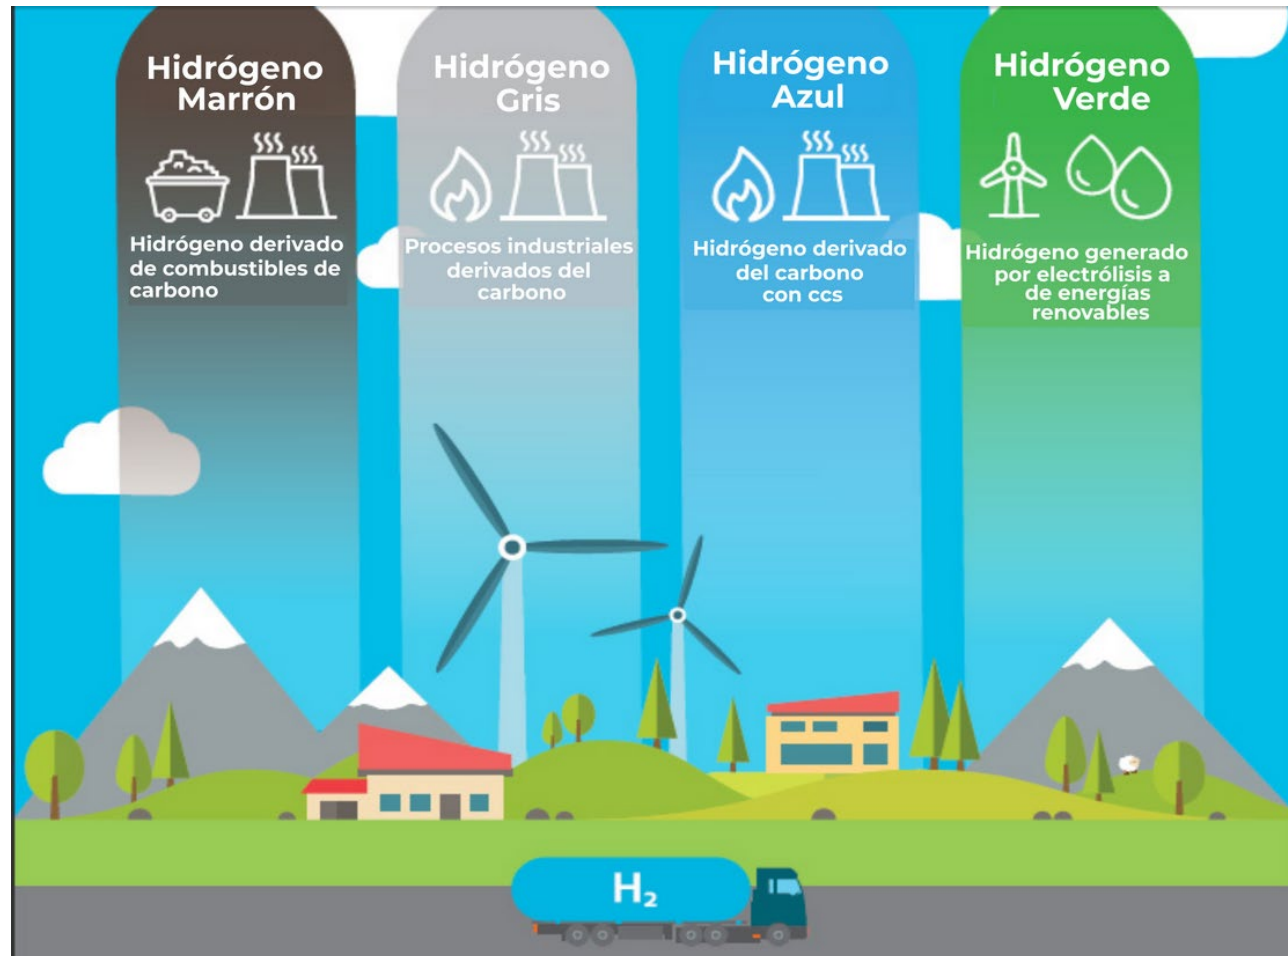 Hidrógeno
Marrón
Hidrógeno derivado
de combustibles de
carbono
Hidrógeno
Gris
Procesos industriales
derivados del
carbono
Hidrógeno
Azul
Hidrógeno derivado
del carbono
con ccs
Hidrógeno
Verde
Hidrógeno generado
por electrólisis a
de energías
renovables
H₂